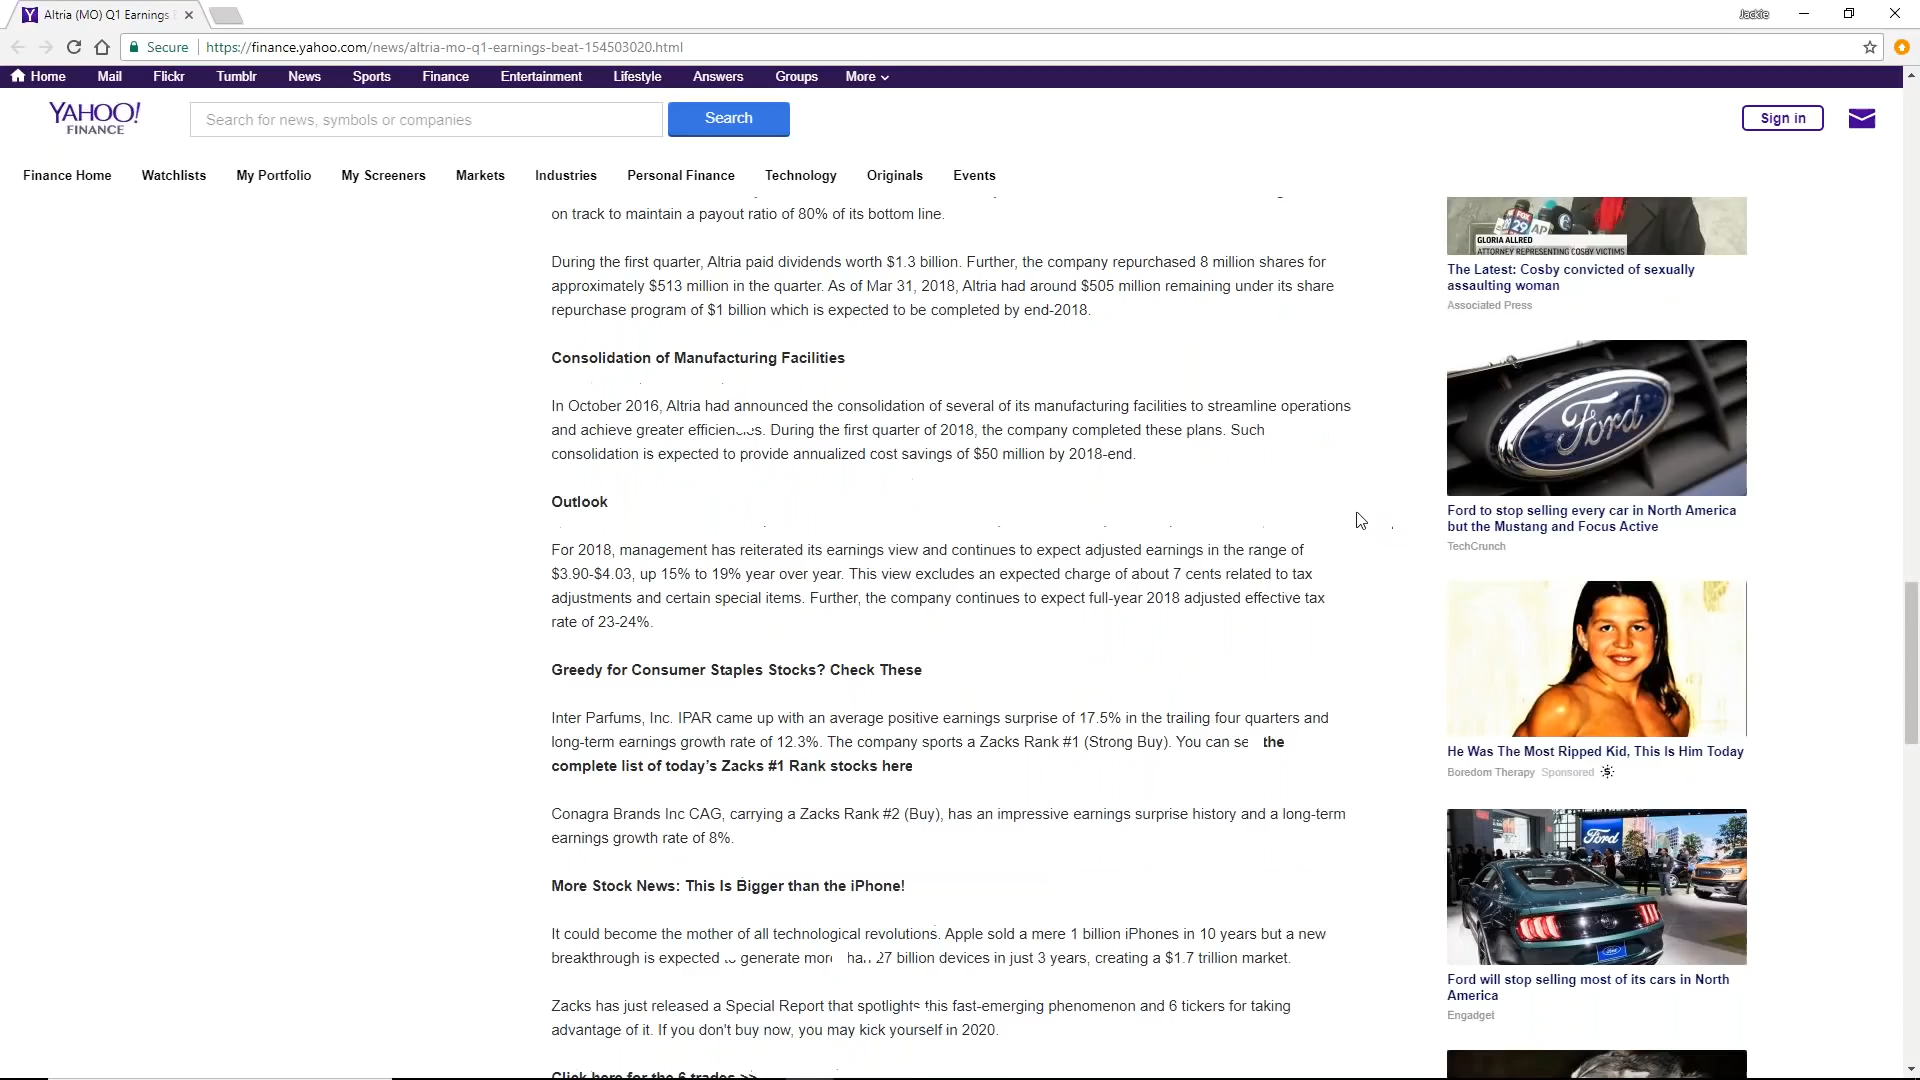 Altria (MO) Q1 Earnings
Jackie
Secure https://finance.yahoo.com/news/altria-mo-q1-earnings-beat-154503020.html
Home Mail Flickr Tumblr News Sports Finance Entertainment Lifestyle Answers Groups More
YAHOO!
FINANCE
Search for news, symbols or companies
Search
Sign in
Finance Home Watchlists My Portfolio My Screeners Markets Industries Personal Finance Technology Originals Events
on track to maintain a payout ratio of 80% of its bottom line.
During the first quarter, Altria paid dividends worth $1.3 billion. Further, the company repurchased 8 million shares for
approximately $513 million in the quarter. As of Mar 31, 2018, Altria had around $505 million remaining under its share
repurchase program of $1 billion which is expected to be completed by end-2018.
Consolidation of Manufacturing Facilities
In October 2016, Altria had announced the consolidation of several of its manufacturing facilities to streamline operations
and achieve greater efficiencies. During the first quarter of 2018, the company completed these plans. Such
consolidation is expected to provide annualized cost savings of $50 million by 2018-end.
Outlook
For 2018, management has reiterated its earnings view and continues to expect adjusted earnings in the range of
$3.90-$4.03, up 15% to 19% year over year. This view excludes an expected charge of about 7 cents related to tax
adjustments and certain special items. Further, the company continues to expect full-year 2018 adjusted effective tax
rate of 23-24%.
Greedy for Consumer Staples Stocks? Check These
Inter Parfums, Inc. IPAR came up with an average positive earnings surprise of 17.5% in the trailing four quarters and
long-term earnings growth rate of 12.3%. The company sports a Zacks Rank #1 (Strong Buy). You can se the
complete list of today's Zacks #1 Rank stocks here
Conagra Brands Inc CAG, carrying a Zacks Rank #2 (Buy), has an impressive earnings surprise history and a long-term
earnings growth rate of 8%.
More Stock News: This Is Bigger than the iPhone!
It could become the mother of all technological revolutions. Apple sold a mere 1 billion iPhones in 10 years but a new
breakthrough is expected to generate more than 27 billion devices in just 3 years, creating a $1.7 trillion market.
Zacks has just released a Special Report that spotlights this fast-emerging phenomenon and 6 tickers for taking
advantage of it. If you don't buy now, you may kick yourself in 2020.
Click here for the 6 trades >>
FOX
29
AP
GLORIA ALLRED
ATTORNEY REPRESENTING COSBY VICTIMS
The Latest: Cosby convicted of sexually
assaulting woman
Associated Press
Ford
Ford to stop selling every car in North America
but the Mustang and Focus Active
TechCrunch
He Was The Most Ripped Kid, This Is Him Today
Boredom Therapy Sponsored
Ford
Ford will stop selling most of its cars in North
America
Engadget